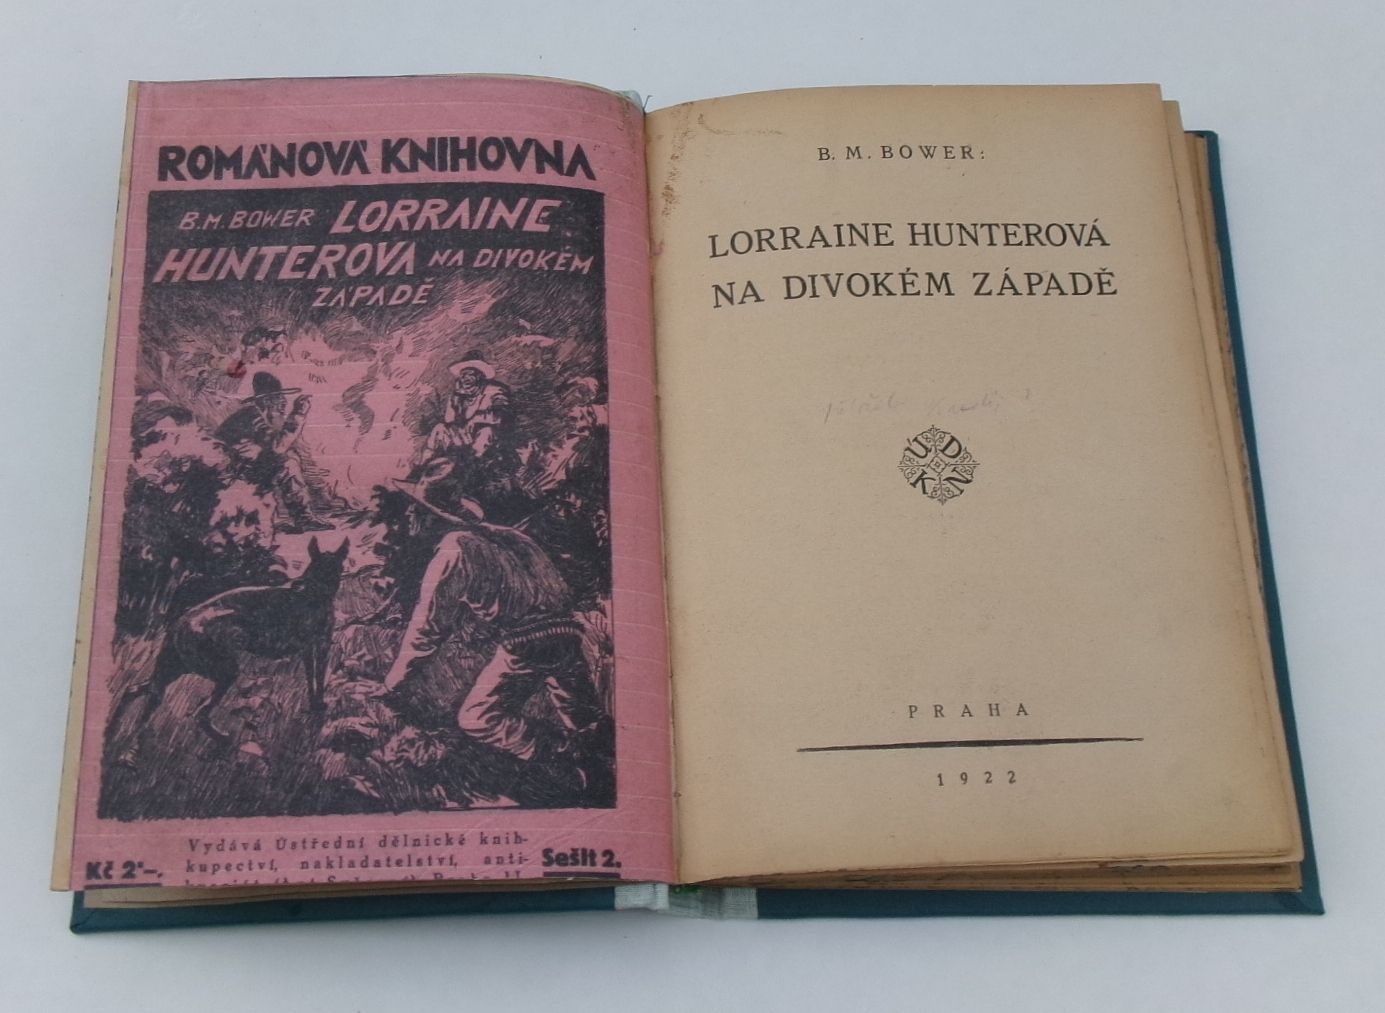 ROMÁNOVÁ KNIHOVNA
B. M. BOWER LORRAINE
HUNTEROVA NA DIVOKÉM
ZÁPADĚ
Vydává Ústřední dělnické knih-
kupectví, nakladatelství, anti-
Kč 2·—.
Sešit 2.
B. M. BOWER:
LORRAINE HUNTEROVÁ
NA DIVOKÉM ZÁPADĚ
Ú D
K N
PRAHA
1922